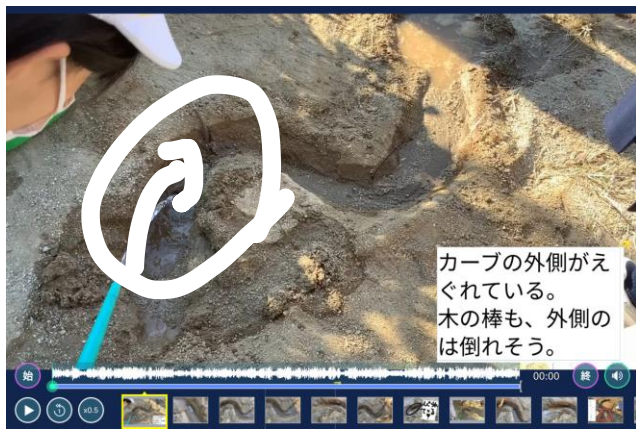 カーブの外側がえ
ぐれている。
木の棒も、外側の
は倒れそう。
始
00:00
終
x0.5